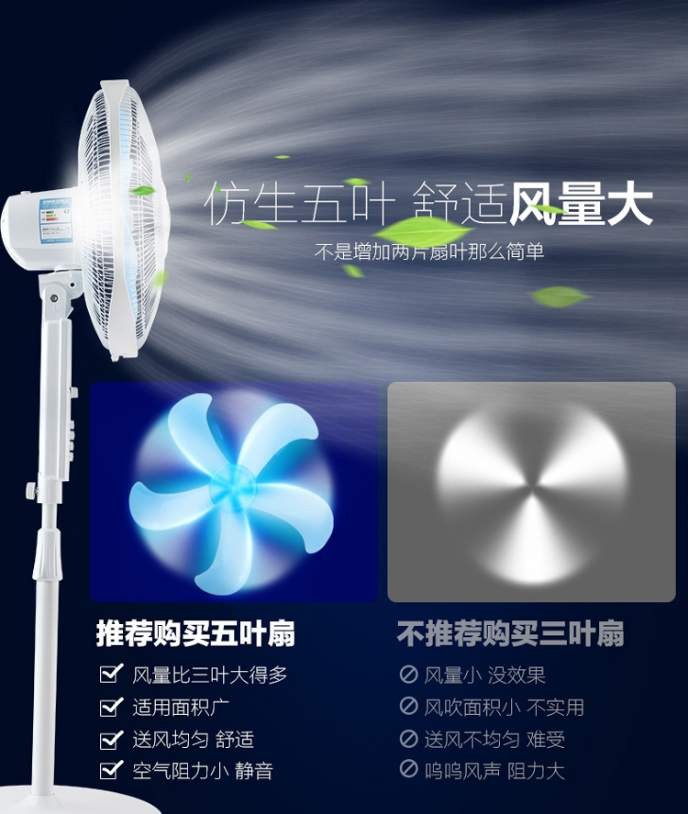 仿生五叶 舒适风量大
不是增加两片扇叶那么简单
推荐购买五叶扇
风量比三叶大得多
适用面积广
送风均匀 舒适
空气阻力小 静音
不推荐购买三叶扇
风量小 没效果
风吹面积小 不实用
送风不均匀 难受
呜呜风声 阻力大